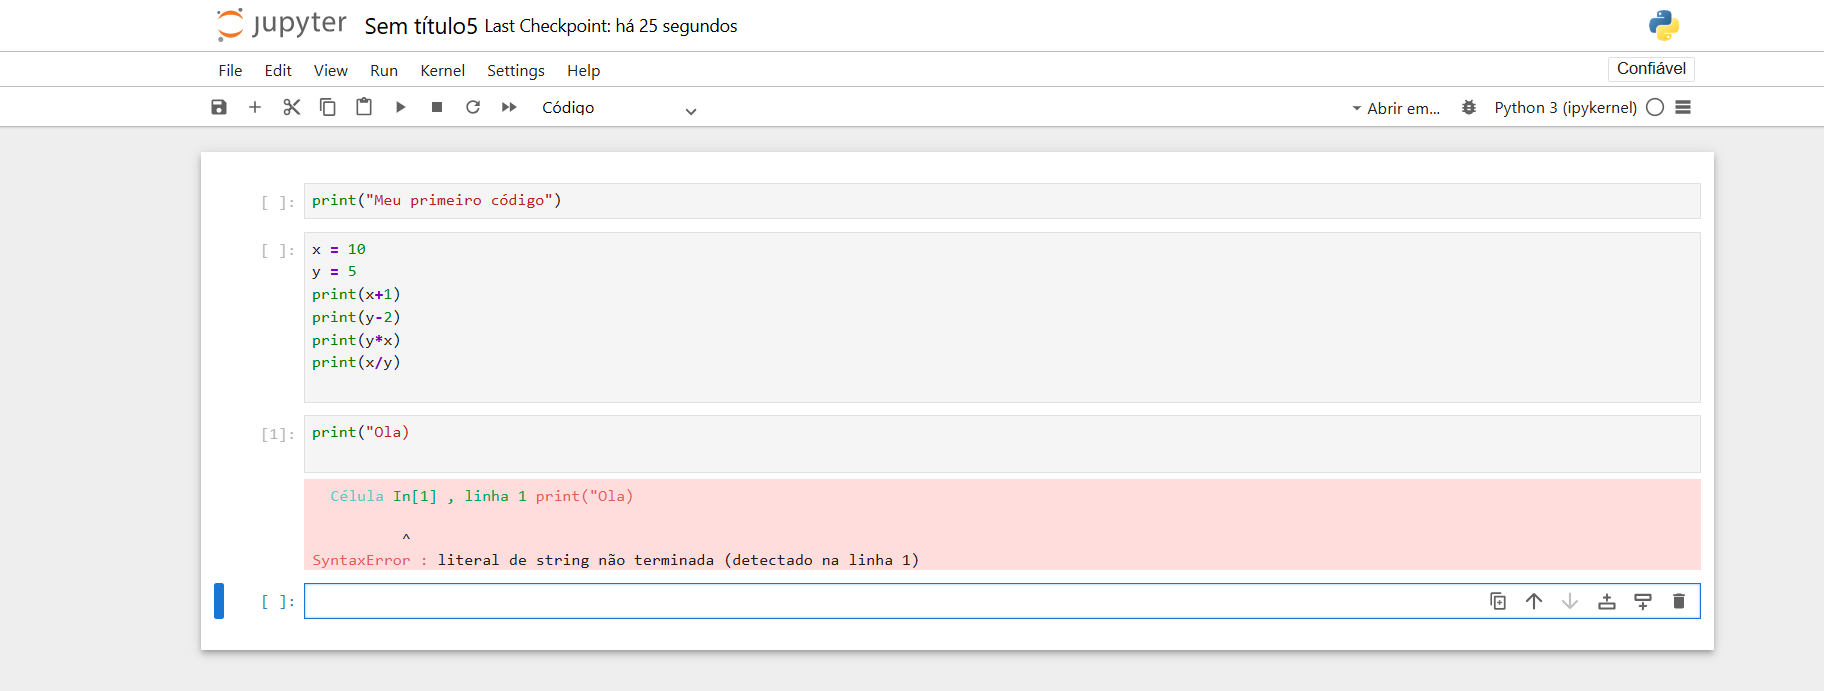 jupyter Sem título5 Last Checkpoint: há 25 segundos
File Edit View Run Kernel Settings Help Confiável
Código Abrir em... Python 3 (ipykernel)
[ ]: print("Meu primeiro código")
[ ]: x = 10
y = 5
print(x+1)
print(y-2)
print(y*x)
print(x/y)
[1]: print("Ola)
Célula In[1] , linha 1 print("Ola)
^
SyntaxError : literal de string não terminada (detectado na linha 1)
[ ]: